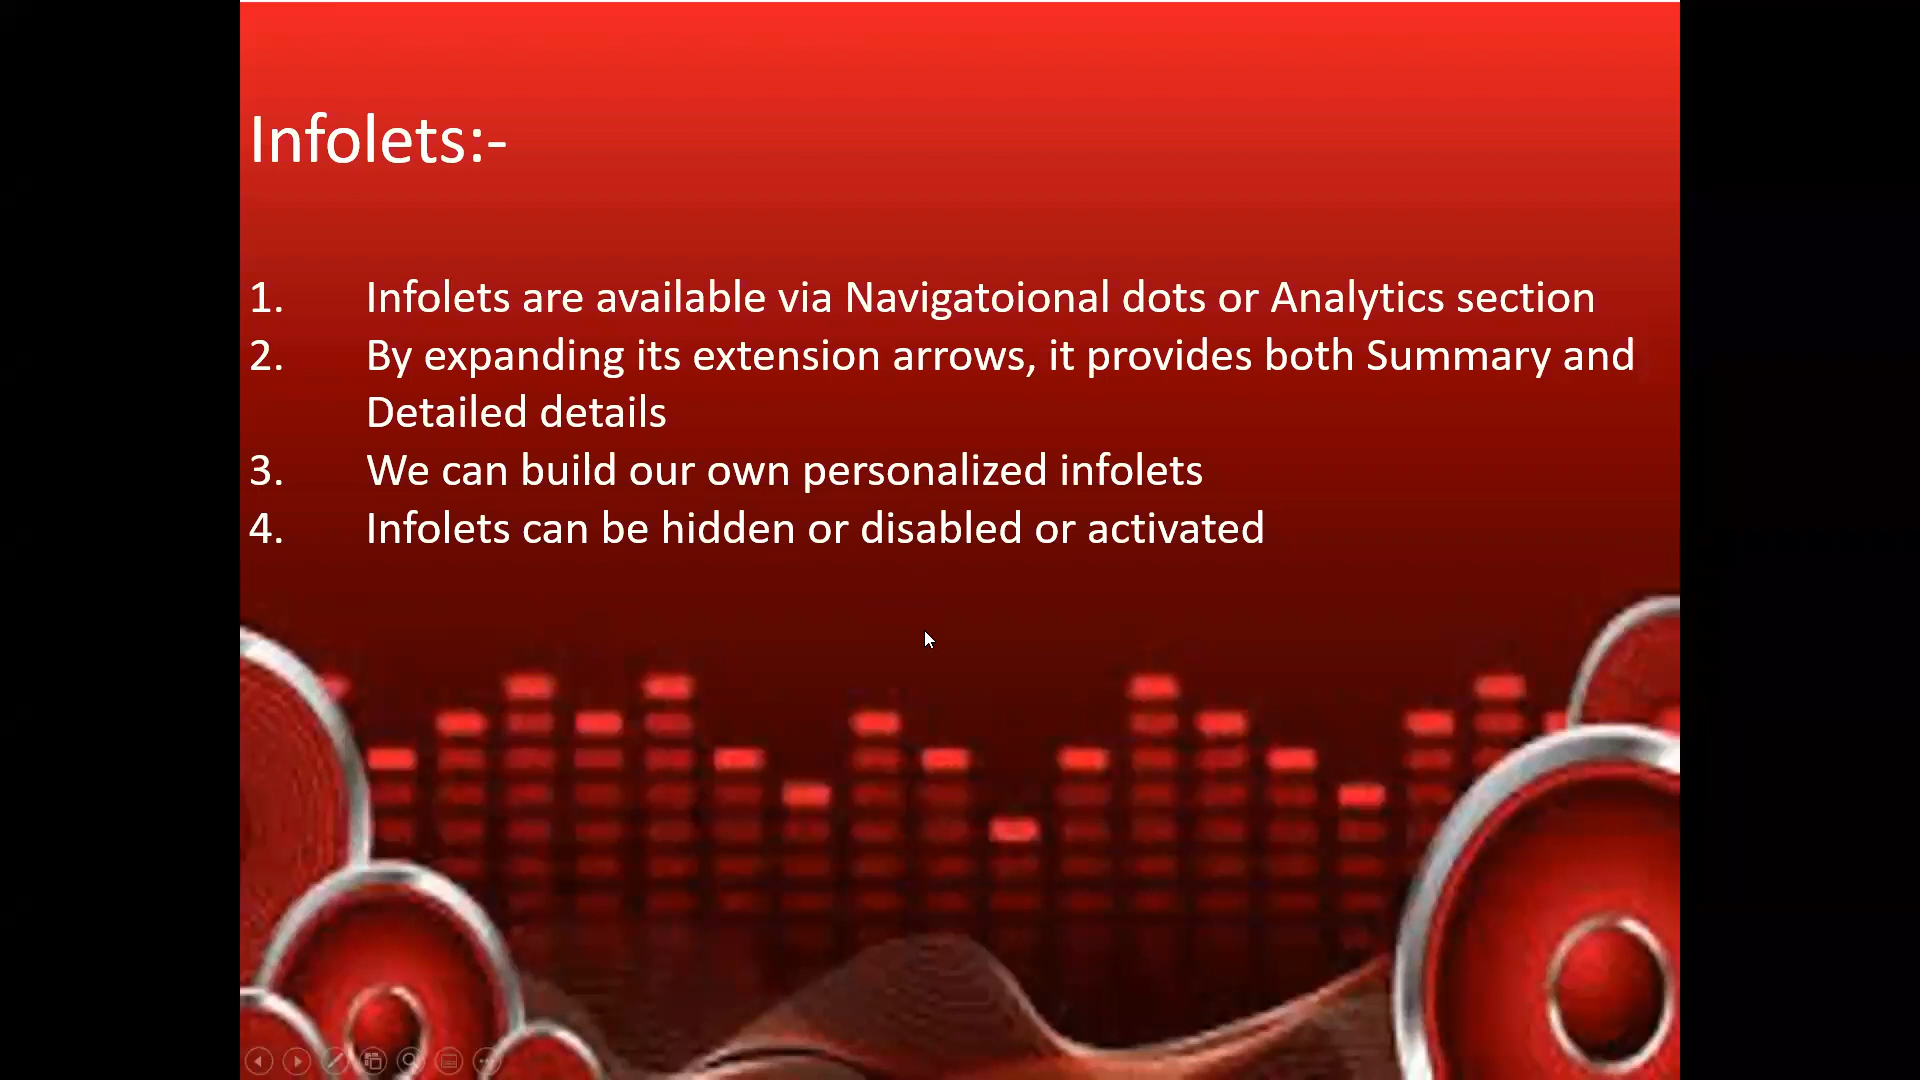 Infolets:-
1. Infolets are available via Navigatoional dots or Analytics section
2. By expanding its extension arrows, it provides both Summary and
Detailed details
3. We can build our own personalized infolets
4. Infolets can be hidden or disabled or activated